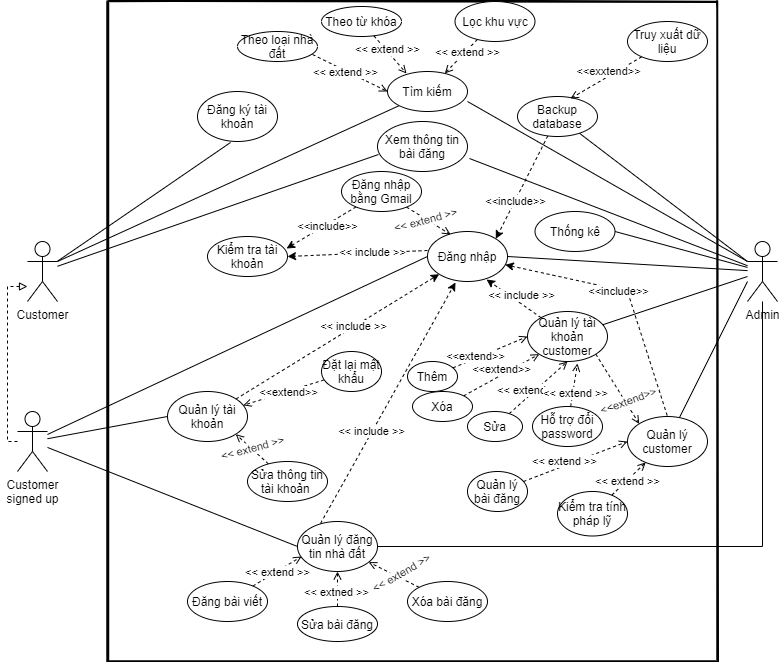 Theo từ khóa
Lọc khu vực
Theo loại nhà
đất
<< extend >>
<< extend >>
<< extend >>
Truy xuất dữ
liệu
<<exxtend>>
Tìm kiếm
Đăng ký tài
khoản
Backup
database
Xem thông tin
bài đăng
Đăng nhập
bằng Gmail
<<include>>
<<include>>
<< extend >>
Thống kê
Kiểm tra tài
khoản
<< include >>
Đăng nhập
Customer
Admin
<< include >>
<<include>>
<< include >>
Quản lý tài
khoản
customer
Đặt lại mật
khẩu
<<extend>>
Thêm
<<extend>>
Xóa
<<extend>>
<< exten
Sửa
<< extend >>
Hỗ trợ đổi
password
<<extend>>
Quản lý tài
khoản
<< include >>
<< extend >>
Quản lý
customer
Customer
signed up
Sửa thông tin
tài khoản
<< extend >>
Quản lý
bài đăng
<< extend >>
Kiểm tra tính
pháp lý
Quản lý đăng
tin nhà đất
<< extend >>
<< extned >>
<< extend >>
Đăng bài viết
Xóa bài đăng
Sửa bài đăng